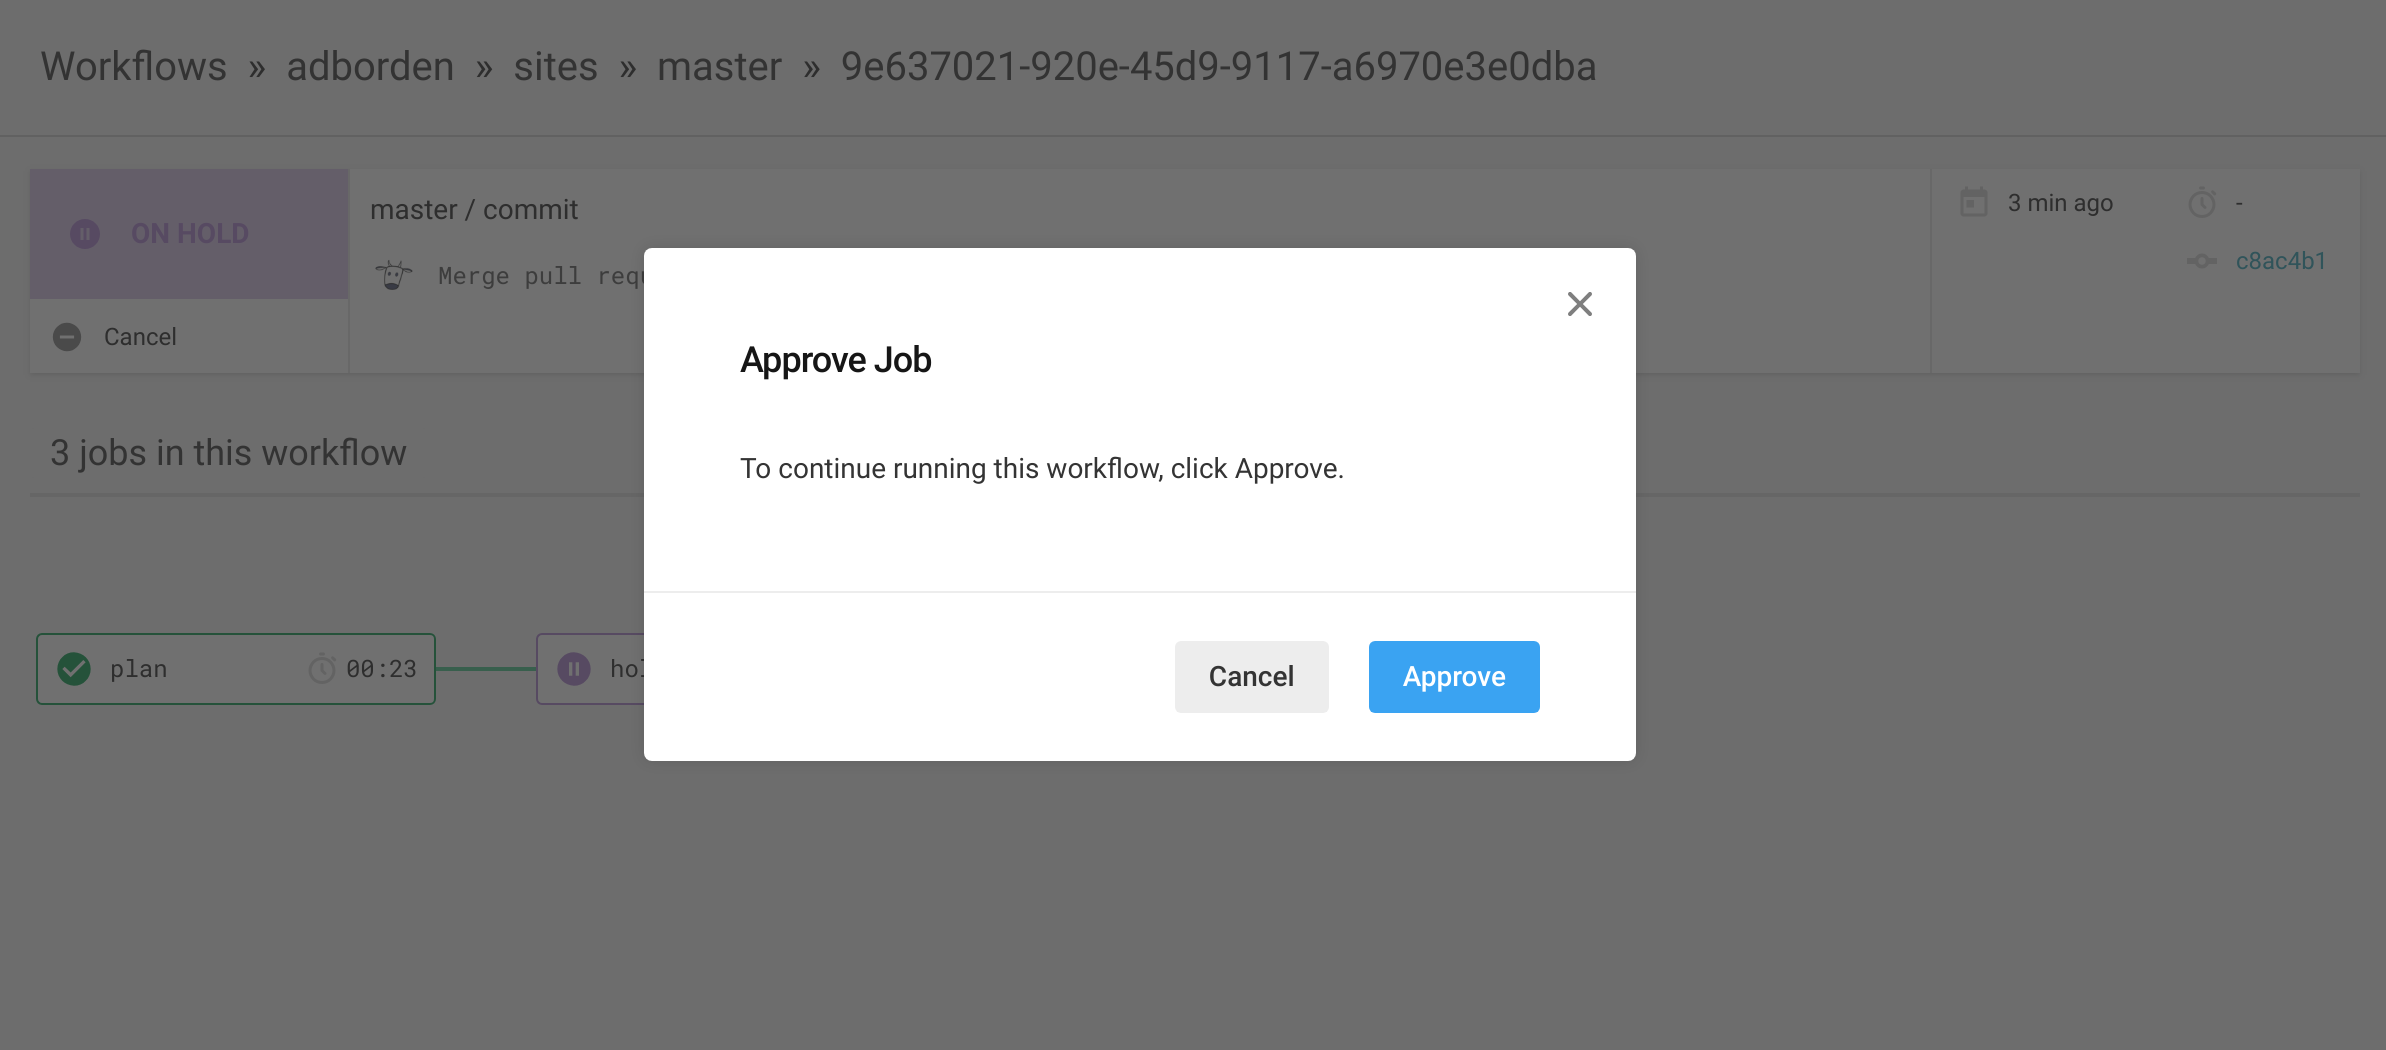 Workflows » adborden » sites » master » 9e637021-920e-45d9-9117-a6970e3e0dba
ON HOLD
master / commit
Merge pull
Cancel
3 min ago
-
c8ac4b1
Approve Job
To continue running this workflow, click Approve.
Cancel
Approve
3 jobs in this workflow
plan
00:23